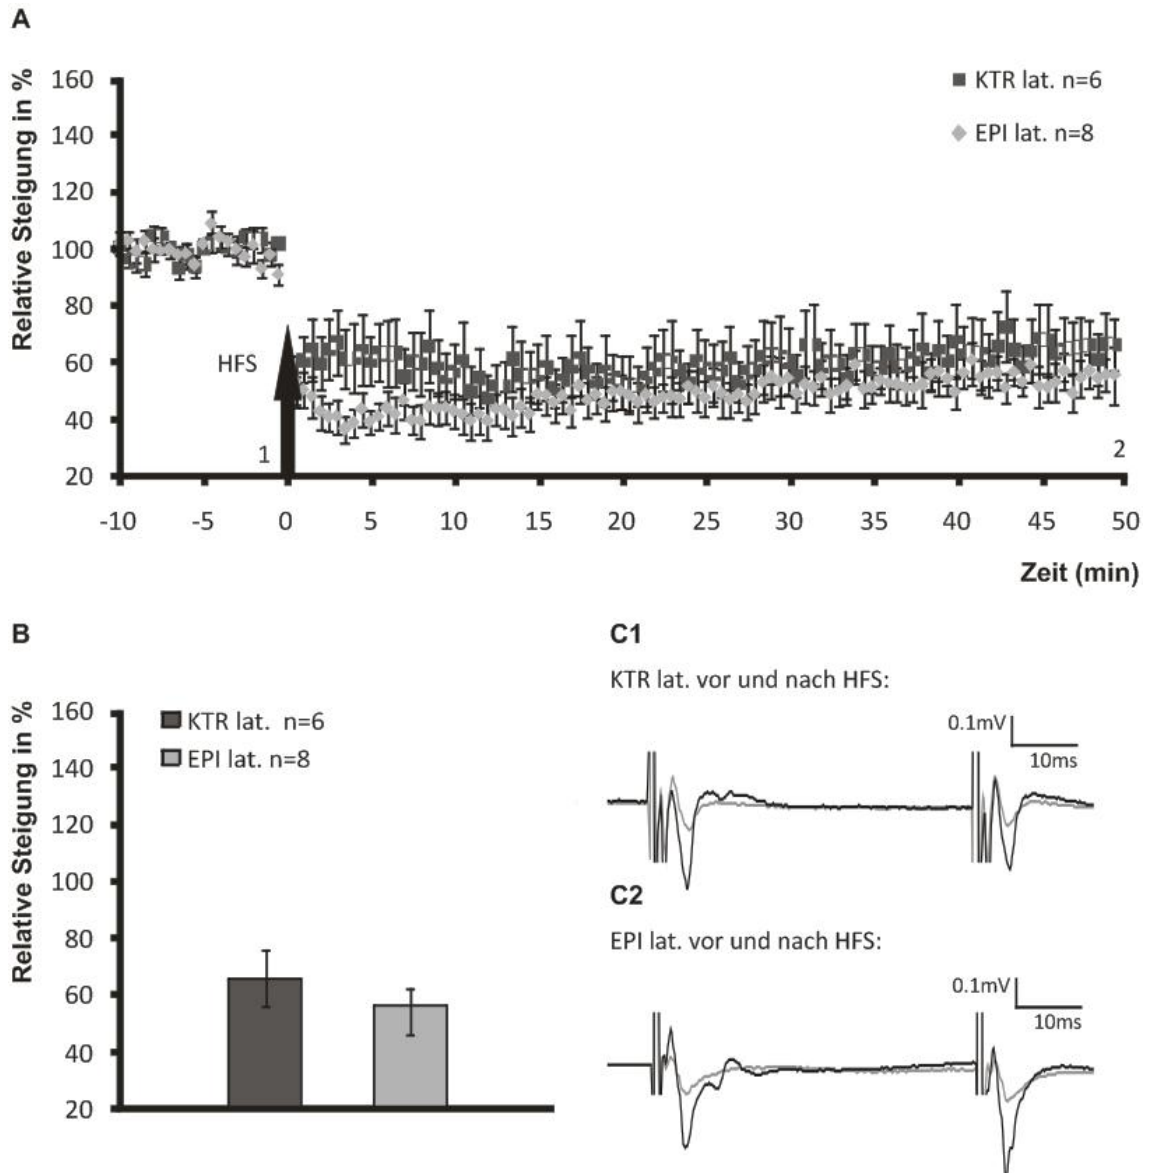 A
Relative Steigung in %
160
140
120
100
80
60
40
20
KTR lat. n=6
EPI lat. n=8
HFS
1
2
-10 -5 0 5 10 15 20 25 30 35 40 45 50
Zeit (min)
B
Relative Steigung in %
160
140
120
100
80
60
40
20
KTR lat. n=6
EPI lat. n=8
C1
KTR lat. vor und nach HFS:
0.1mV
10ms
C2
EPI lat. vor und nach HFS:
0.1mV
10ms